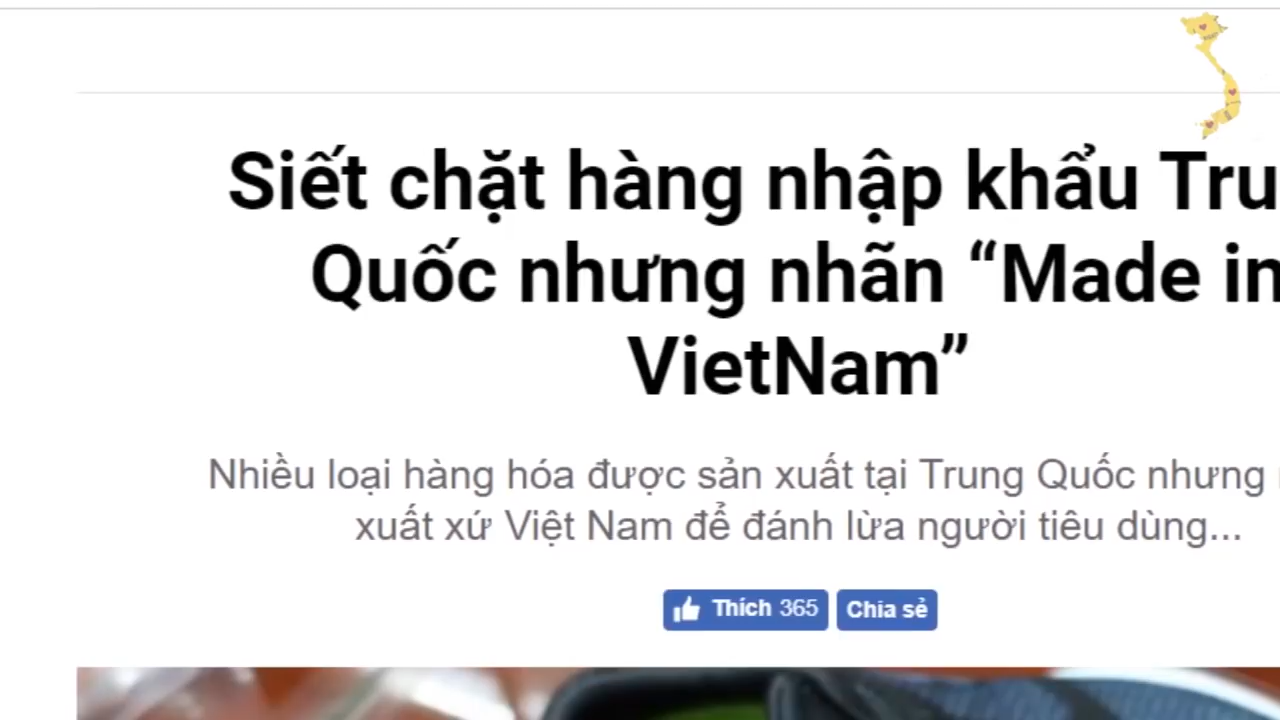 Siết chặt hàng nhập khẩu Tru
Quốc nhưng nhãn “Made in
VietNam”
Nhiều loại hàng hóa được sản xuất tại Trung Quốc nhưng
xuất xứ Việt Nam để đánh lừa người tiêu dùng...
Thích 365
Chia sẻ